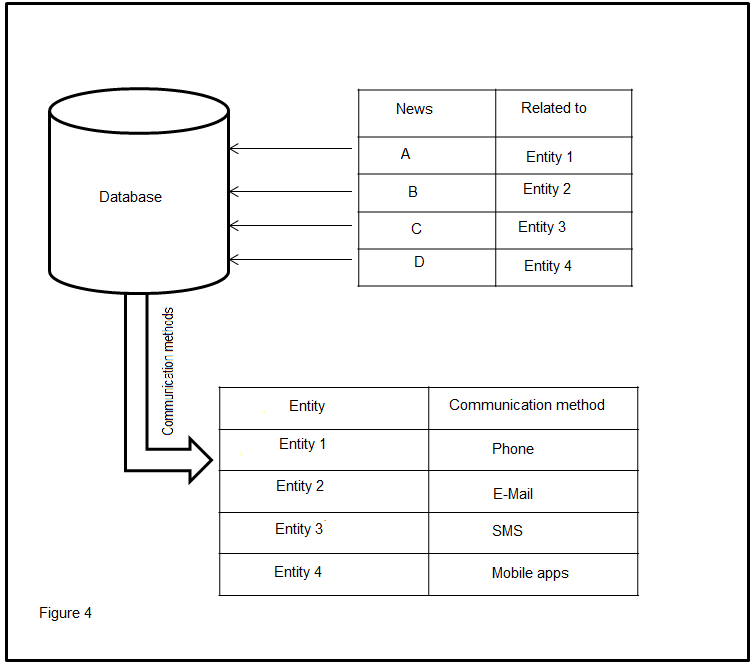 News Related to
A Entity 1
Database
B Entity 2
C Entity 3
D Entity 4
Communication methods
Entity Communication method
Entity 1 Phone
Entity 2 E-Mail
Entity 3 SMS
Entity 4 Mobile apps
Figure 4